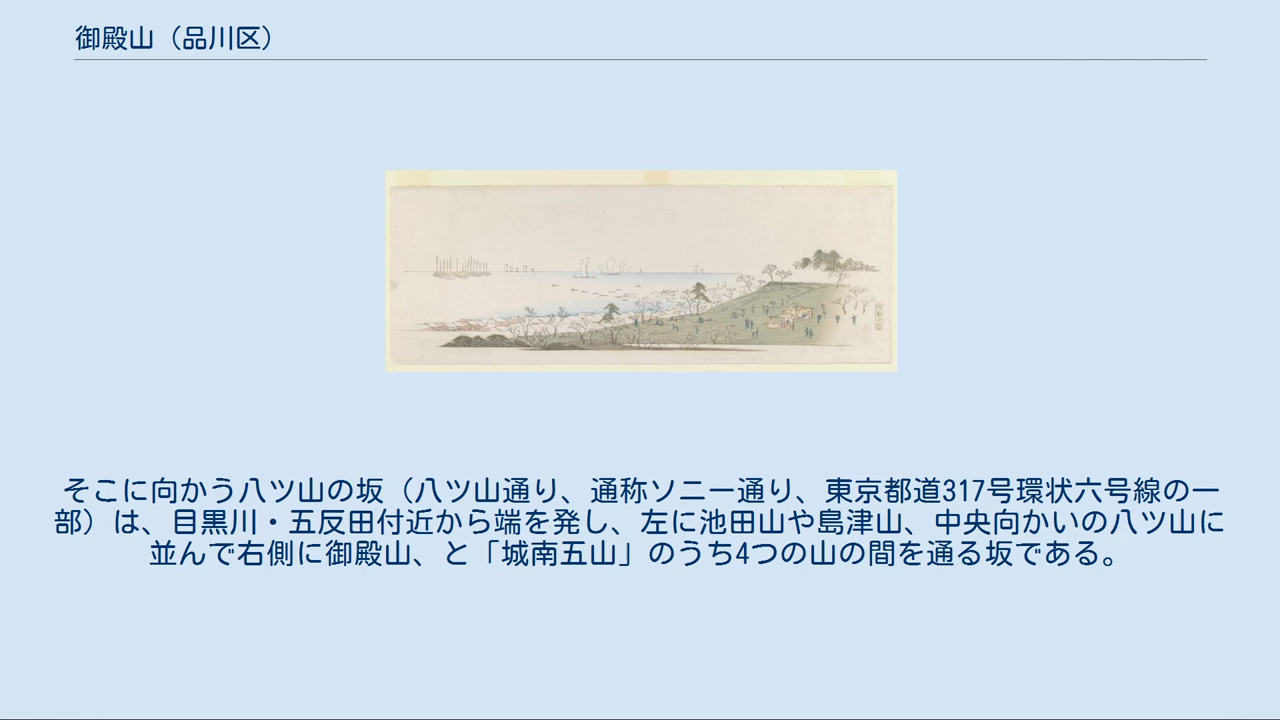 御殿山（品川区）
そこに向かう八ツ山の坂（八ツ山通り、通称ソニー通り、東京都道317号環状六号線の一
部）は、目黒川・五反田付近から端を発し、左に池田山や島津山、中央向かいの八ツ山に
並んで右側に御殿山、と「城南五山」のうち4つの山の間を通る坂である。